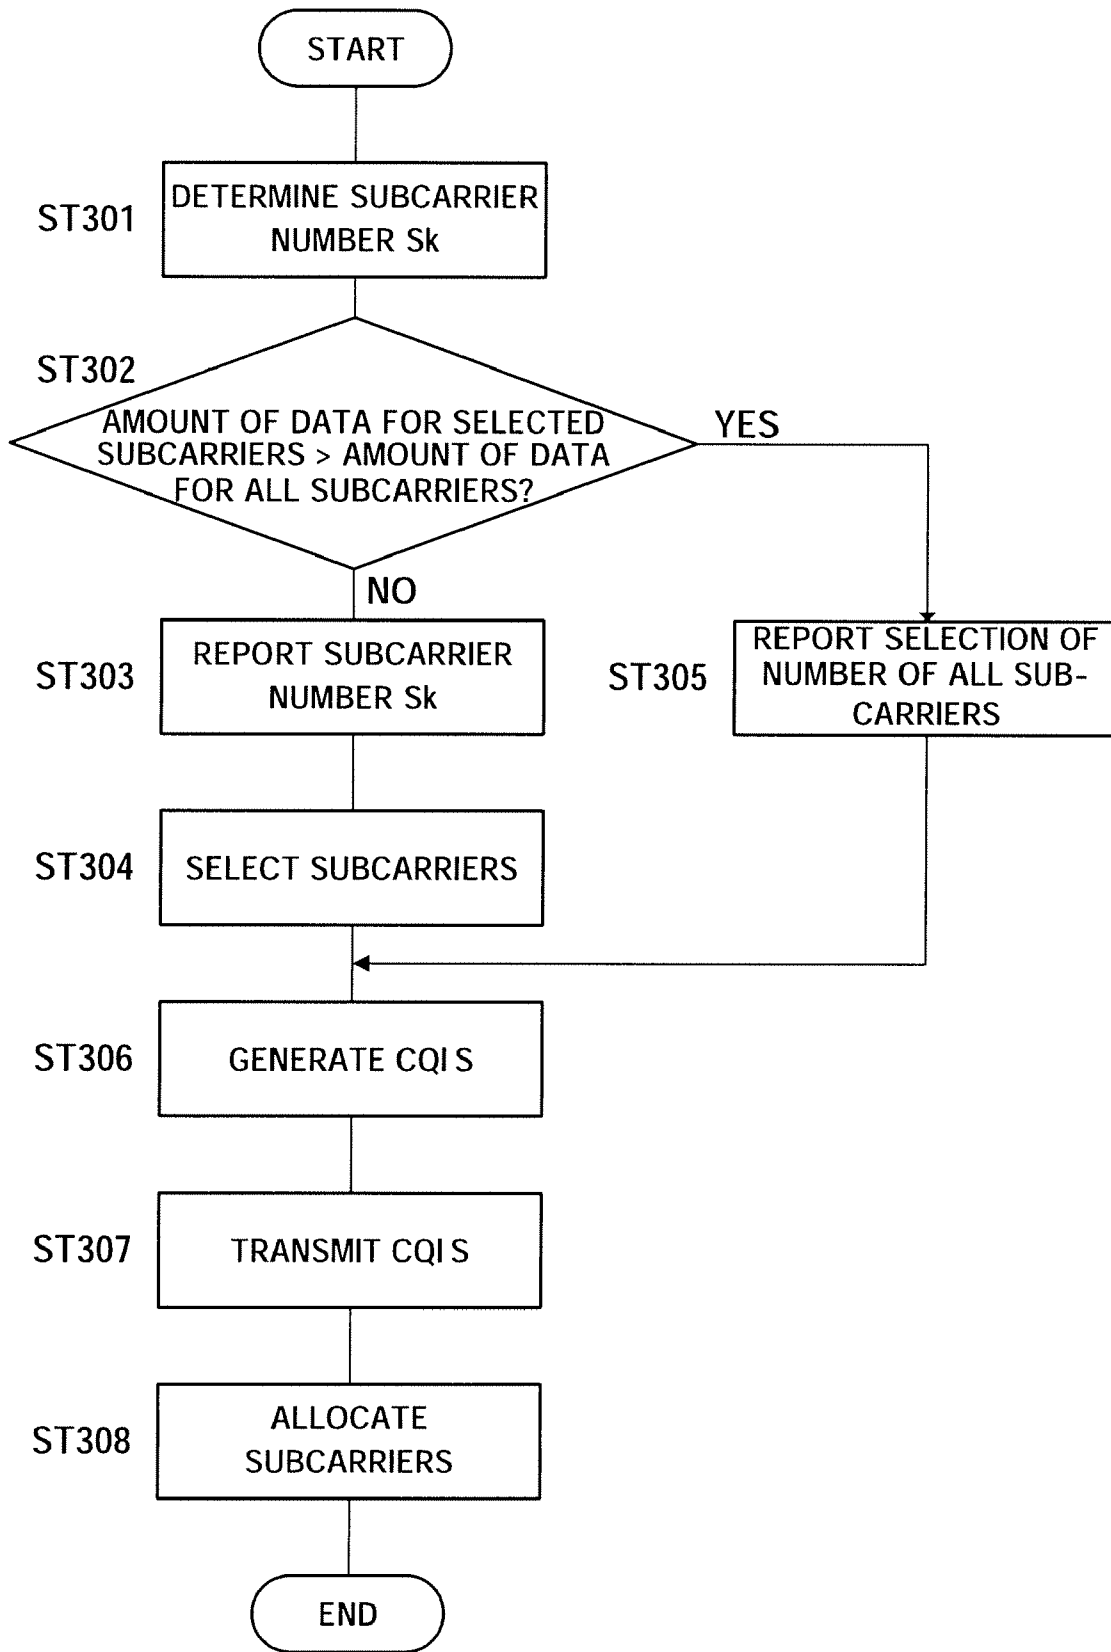 START
ST301
DETERMINE SUBCARRIER
NUMBER Sk
ST302
AMOUNT OF DATA FOR SELECTED
SUBCARRIERS > AMOUNT OF DATA
FOR ALL SUBCARRIERS?
YES
NO
ST303
REPORT SUBCARRIER
NUMBER Sk
ST305
REPORT SELECTION OF
NUMBER OF ALL SUB-
CARRIERS
ST304
SELECT SUBCARRIERS
ST306
GENERATE CQI S
ST307
TRANSMIT CQI S
ST308
ALLOCATE
SUBCARRIERS
END